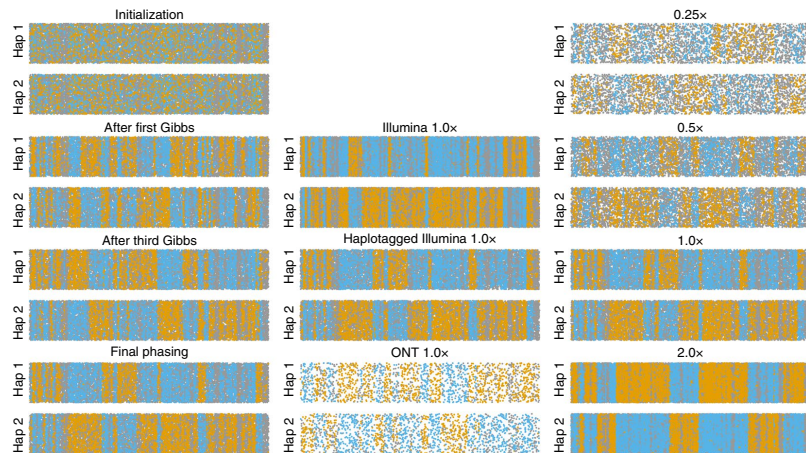 Initialization
Hap 1
Hap 2
After first Gibbs
Hap 1
Hap 2
After third Gibbs
Hap 1
Hap 2
Final phasing
Hap 1
Hap 2
Illumina 1.0×
Hap 1
Hap 2
Haplotagged Illumina 1.0×
Hap 1
Hap 2
ONT 1.0×
Hap 1
Hap 2
0.25×
Hap 1
Hap 2
0.5×
Hap 1
Hap 2
1.0×
Hap 1
Hap 2
2.0×
Hap 1
Hap 2